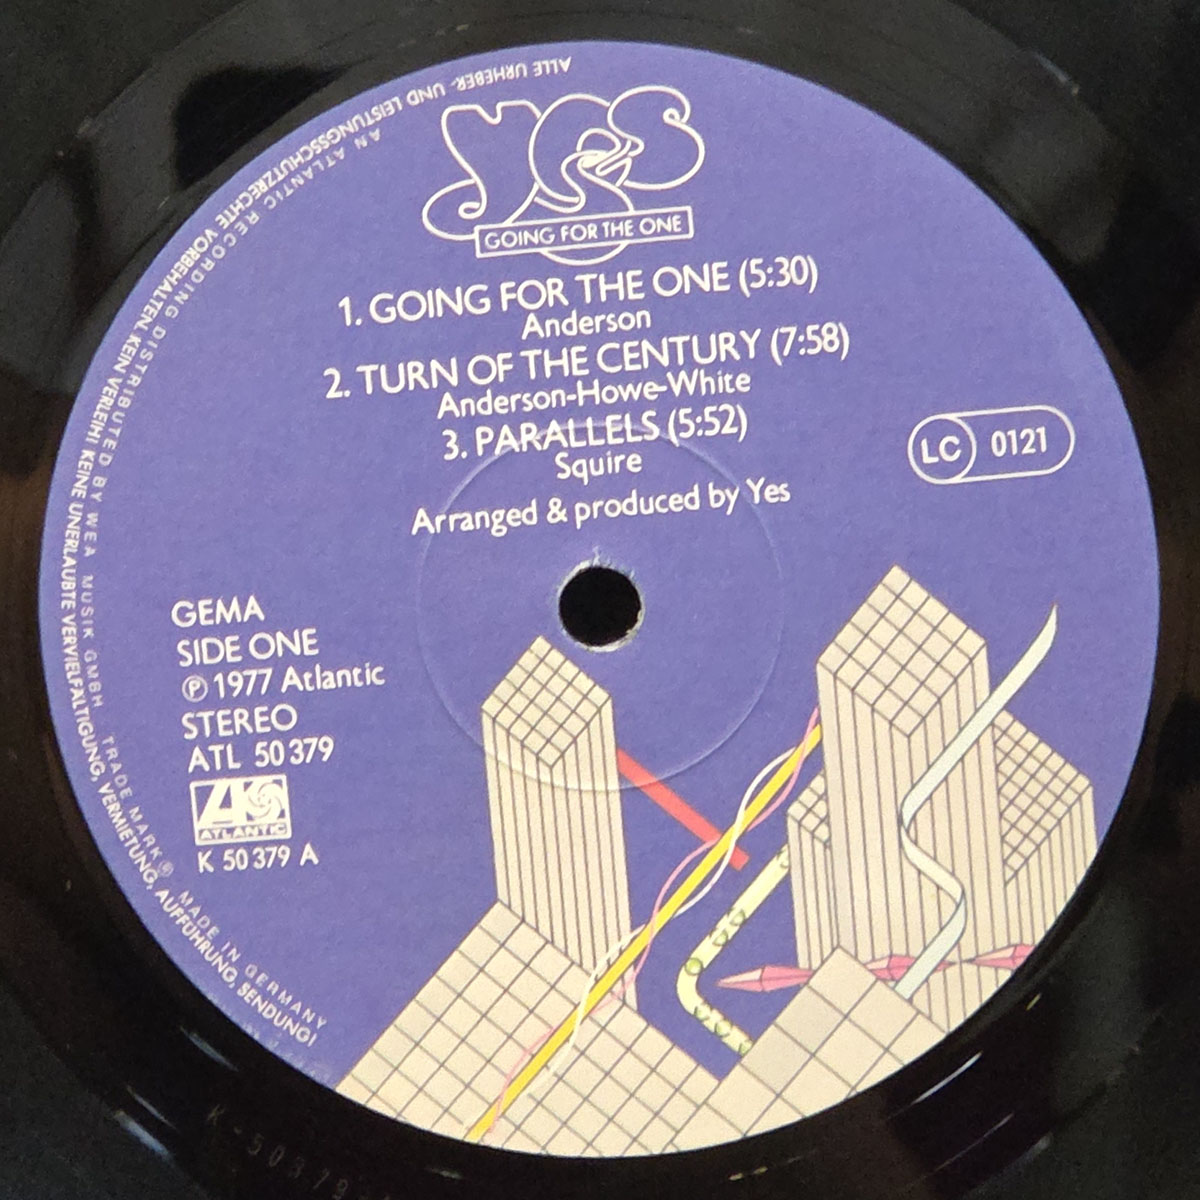 ALLE URHEBER- UND LEISTUNGSSCHUTZRECHTE VORBEHALTEN. KEIN VERLEIH! KEINE UNERLAUBTE VERVIELFÄLTIGUNG, VERMIETUNG, AUFFÜHRUNG, SENDUNG!
AN ATLANTIC RECORDING DISTRIBUTED BY WEA MUSIK GMBH TRADE MARK ® MADE IN GERMANY
yes
GOING FOR THE ONE
1. GOING FOR THE ONE (5:30)
Anderson
2. TURN OF THE CENTURY (7:58)
Anderson-Howe-White
3. PARALLELS (5:52)
Squire
Arranged & produced by Yes
LC 0121
GEMA
SIDE ONE
℗ 1977 Atlantic
STEREO
ATL 50 379
ATLANTIC
K 50 379 A